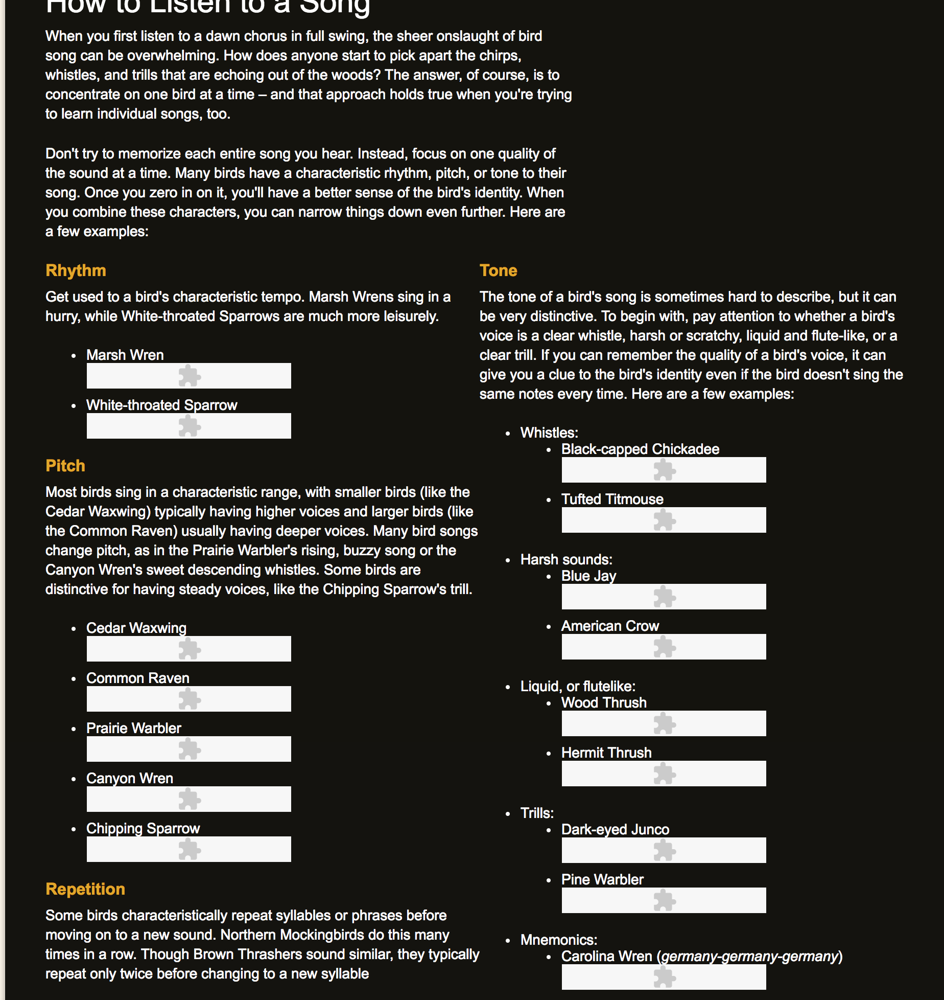 How to Listen to a Song
When you first listen to a dawn chorus in full swing, the sheer onslaught of bird
song can be overwhelming. How does anyone start to pick apart the chirps,
whistles, and trills that are echoing out of the woods? The answer, of course, is to
concentrate on one bird at a time – and that approach holds true when you're trying
to learn individual songs, too.
Don't try to memorize each entire song you hear. Instead, focus on one quality of
the sound at a time. Many birds have a characteristic rhythm, pitch, or tone to their
song. Once you zero in on it, you'll have a better sense of the bird's identity. When
you combine these characters, you can narrow things down even further. Here are
a few examples:
Rhythm
Get used to a bird's characteristic tempo. Marsh Wrens sing in a
hurry, while White-throated Sparrows are much more leisurely.
• Marsh Wren
• White-throated Sparrow
Pitch
Most birds sing in a characteristic range, with smaller birds (like the
Cedar Waxwing) typically having higher voices and larger birds (like
the Common Raven) usually having deeper voices. Many bird songs
change pitch, as in the Prairie Warbler's rising, buzzy song or the
Canyon Wren's sweet descending whistles. Some birds are
distinctive for having steady voices, like the Chipping Sparrow's trill.
• Cedar Waxwing
• Common Raven
• Prairie Warbler
• Canyon Wren
• Chipping Sparrow
Repetition
Some birds characteristically repeat syllables or phrases before
moving on to a new sound. Northern Mockingbirds do this many
times in a row. Though Brown Thrashers sound similar, they typically
repeat only twice before changing to a new syllable
Tone
The tone of a bird's song is sometimes hard to describe, but it can
be very distinctive. To begin with, pay attention to whether a bird's
voice is a clear whistle, harsh or scratchy, liquid and flute-like, or a
clear trill. If you can remember the quality of a bird's voice, it can
give you a clue to the bird's identity even if the bird doesn't sing the
same notes every time. Here are a few examples:
• Whistles:
• Black-capped Chickadee
• Tufted Titmouse
• Harsh sounds:
• Blue Jay
• American Crow
• Liquid, or flutelike:
• Wood Thrush
• Hermit Thrush
• Trills:
• Dark-eyed Junco
• Pine Warbler
• Mnemonics:
• Carolina Wren (germany-germany-germany)